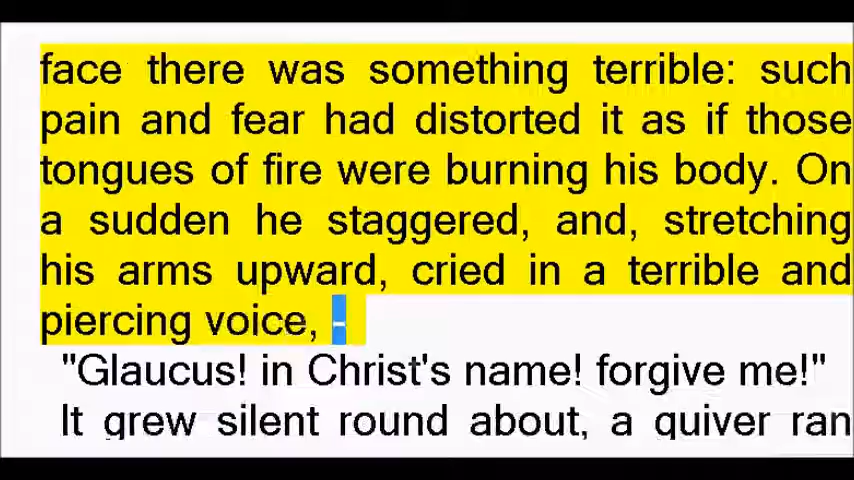 face there was something terrible: such
pain and fear had distorted it as if those
tongues of fire were burning his body. On
a sudden he staggered, and, stretching
his arms upward, cried in a terrible and
piercing voice, -
"Glaucus! in Christ's name! forgive me!"
It grew silent round about, a quiver ran